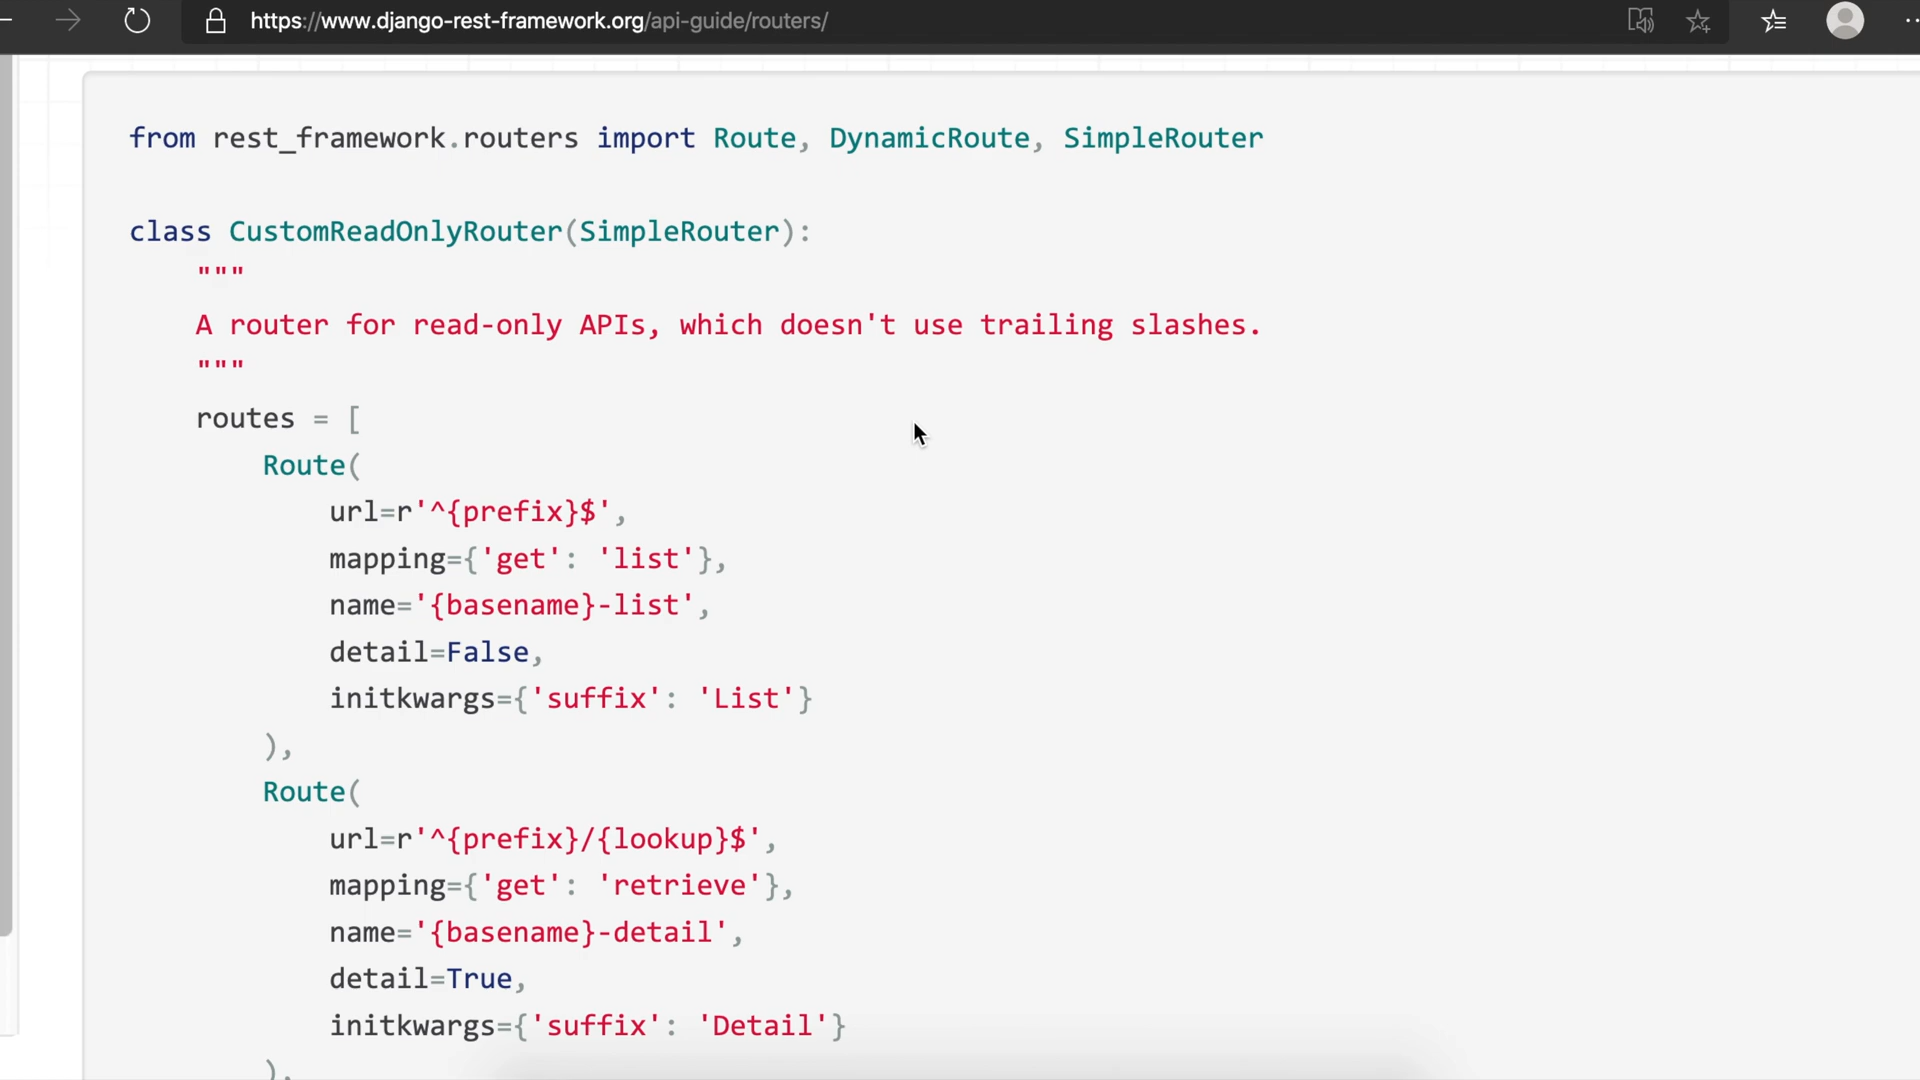 https://www.django-rest-framework.org/api-guide/routers/
from rest_framework.routers import Route, DynamicRoute, SimpleRouter
class CustomReadOnlyRouter(SimpleRouter):
"""
A router for read-only APIs, which doesn't use trailing slashes.
"""
routes = [
Route(
url=r'^{prefix}$',
mapping={'get': 'list'},
name='{basename}-list',
detail=False,
initkwargs={'suffix': 'List'}
),
Route(
url=r'^{prefix}/{lookup}$',
mapping={'get': 'retrieve'},
name='{basename}-detail',
detail=True,
initkwargs={'suffix': 'Detail'}
),